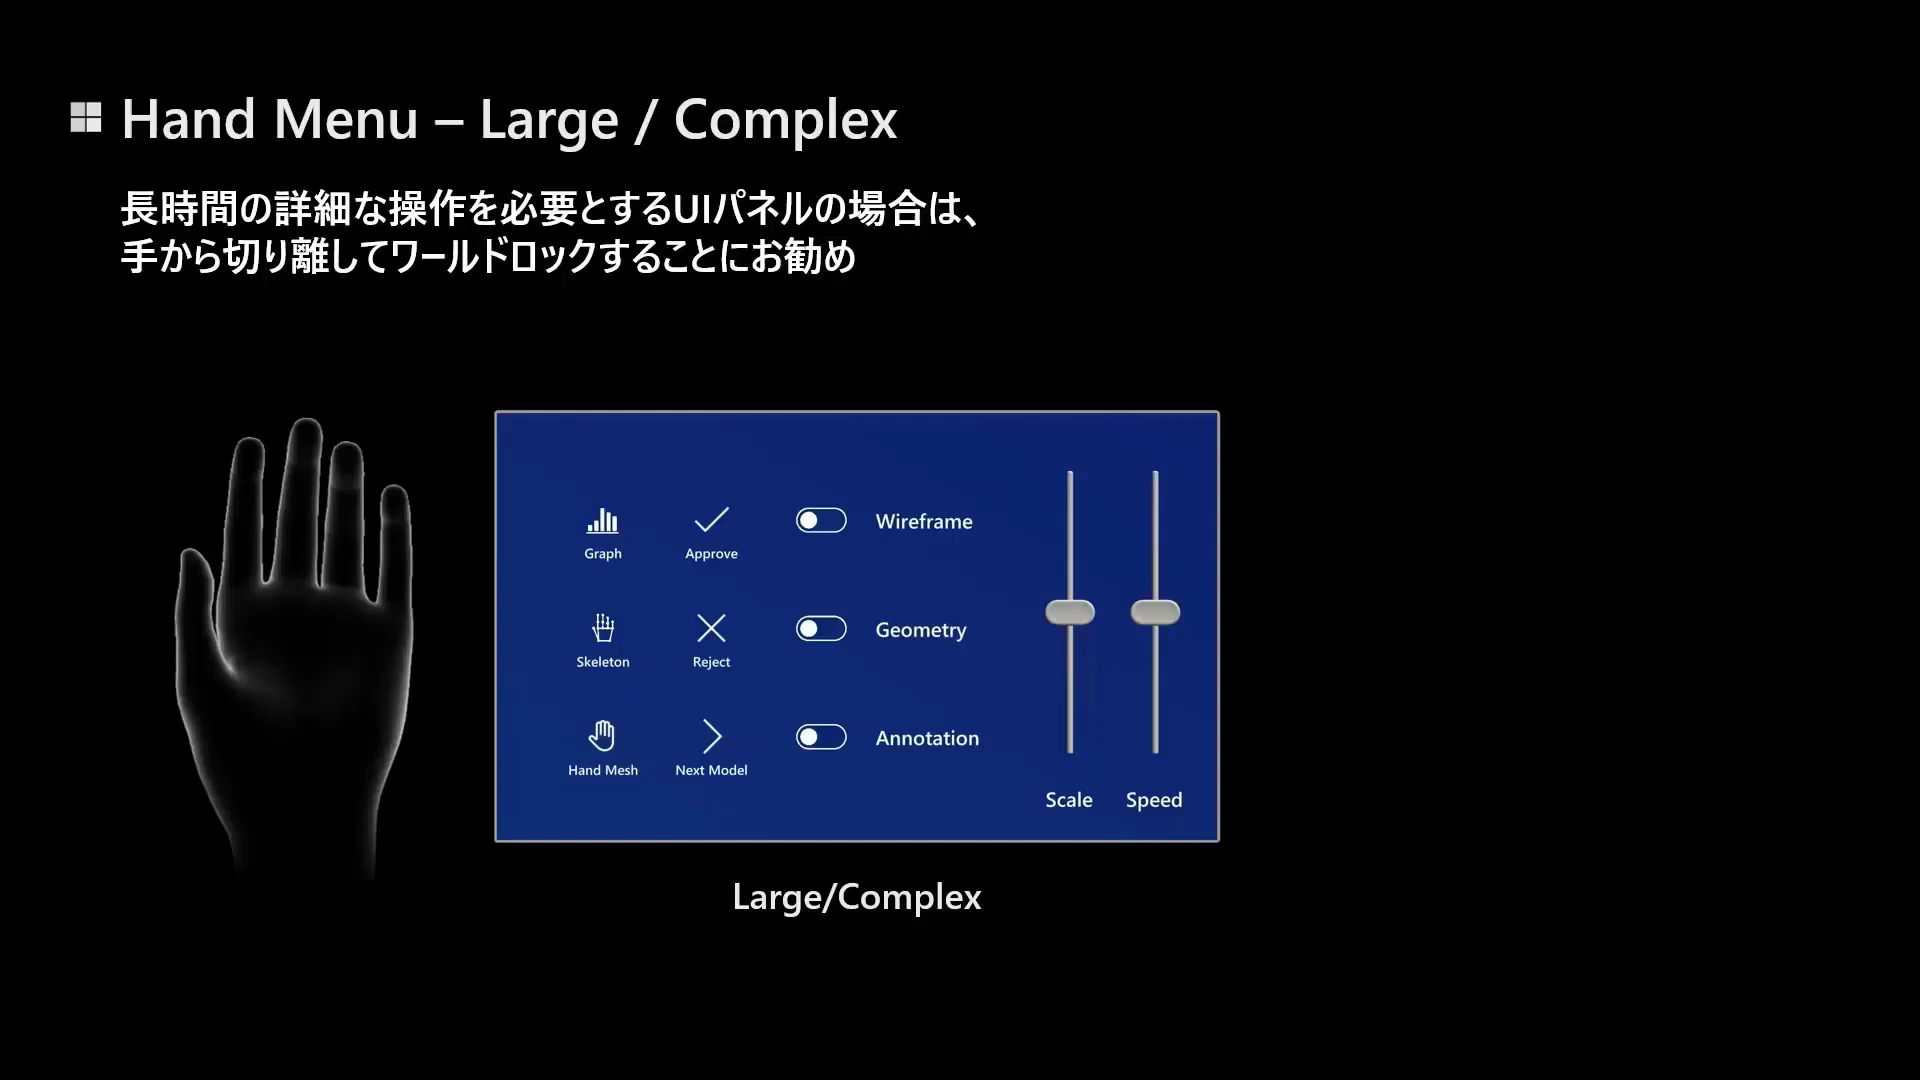 Hand Menu – Large / Complex
長時間の詳細な操作を必要とするUIパネルの場合は、
手から切り離してワールドロックすることにお勧め
Graph
Approve
Wireframe
Skeleton
Reject
Geometry
Hand Mesh
Next Model
Annotation
Scale
Speed
Large/Complex